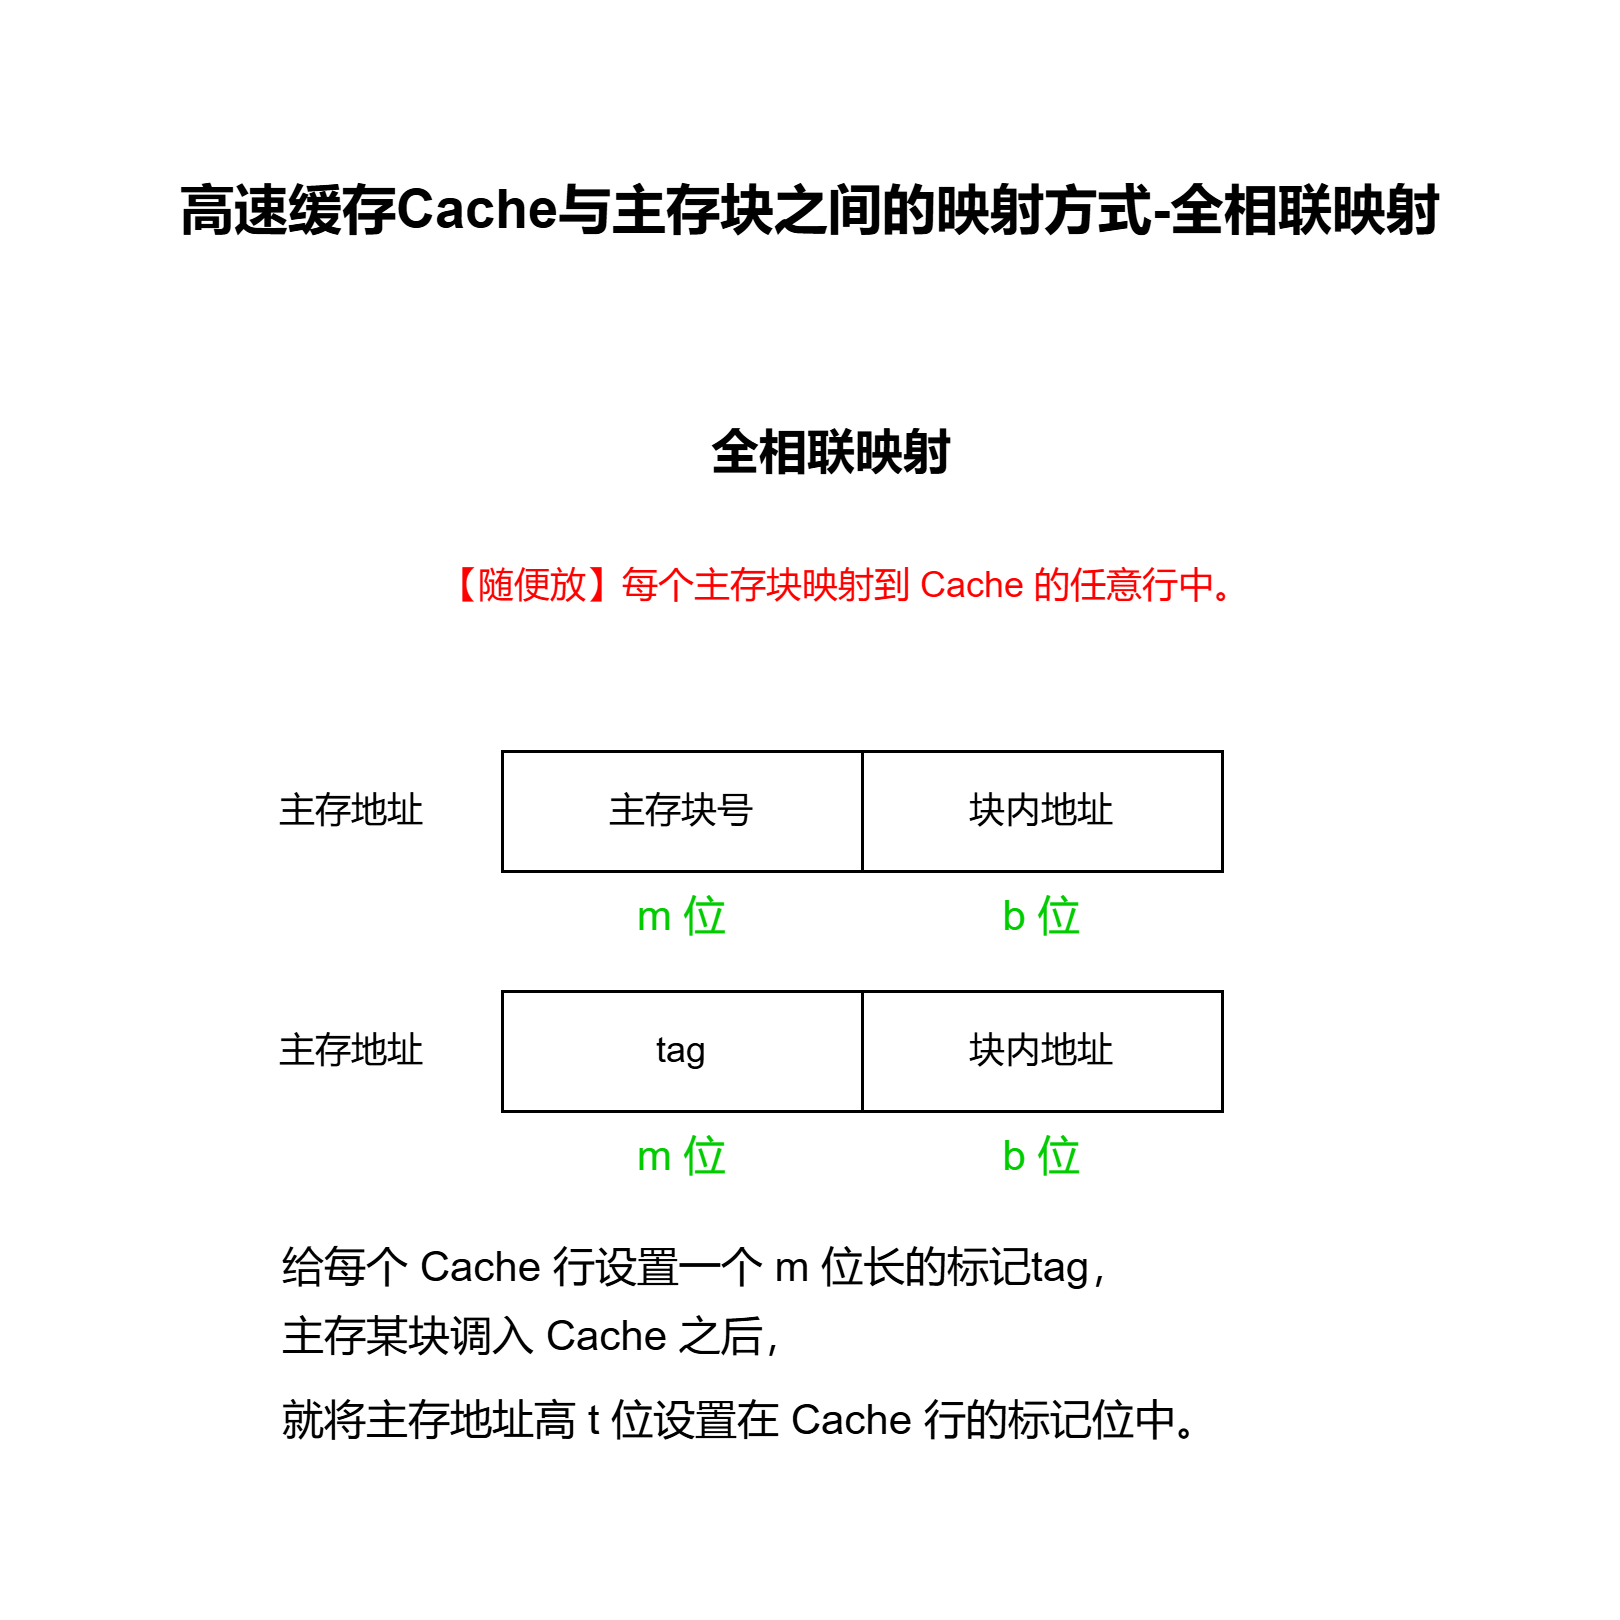 高速缓存Cache与主存块之间的映射方式-全相联映射
全相联映射
【随便放】每个主存块映射到 Cache 的任意行中。
主存地址 主存块号 块内地址
m 位 b 位
主存地址 tag 块内地址
m 位 b 位
给每个 Cache 行设置一个 m 位长的标记tag，
主存某块调入 Cache 之后，
就将主存地址高 t 位设置在 Cache 行的标记位中。